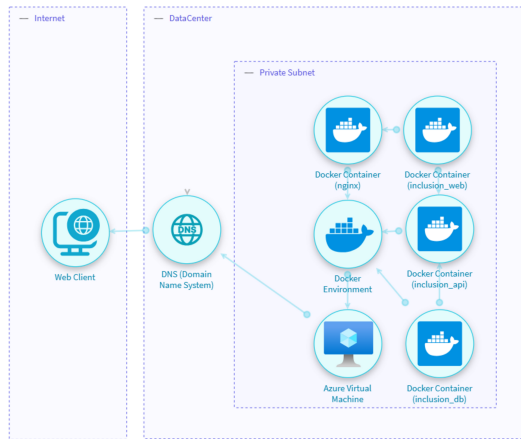 Internet
DataCenter
Private Subnet
Docker Container
(nginx)
Docker Container
(inclusion_web)
DNS
Web Client
DNS (Domain
Name System)
Docker
Environment
Docker Container
(inclusion_api)
Azure Virtual
Machine
Docker Container
(inclusion_db)